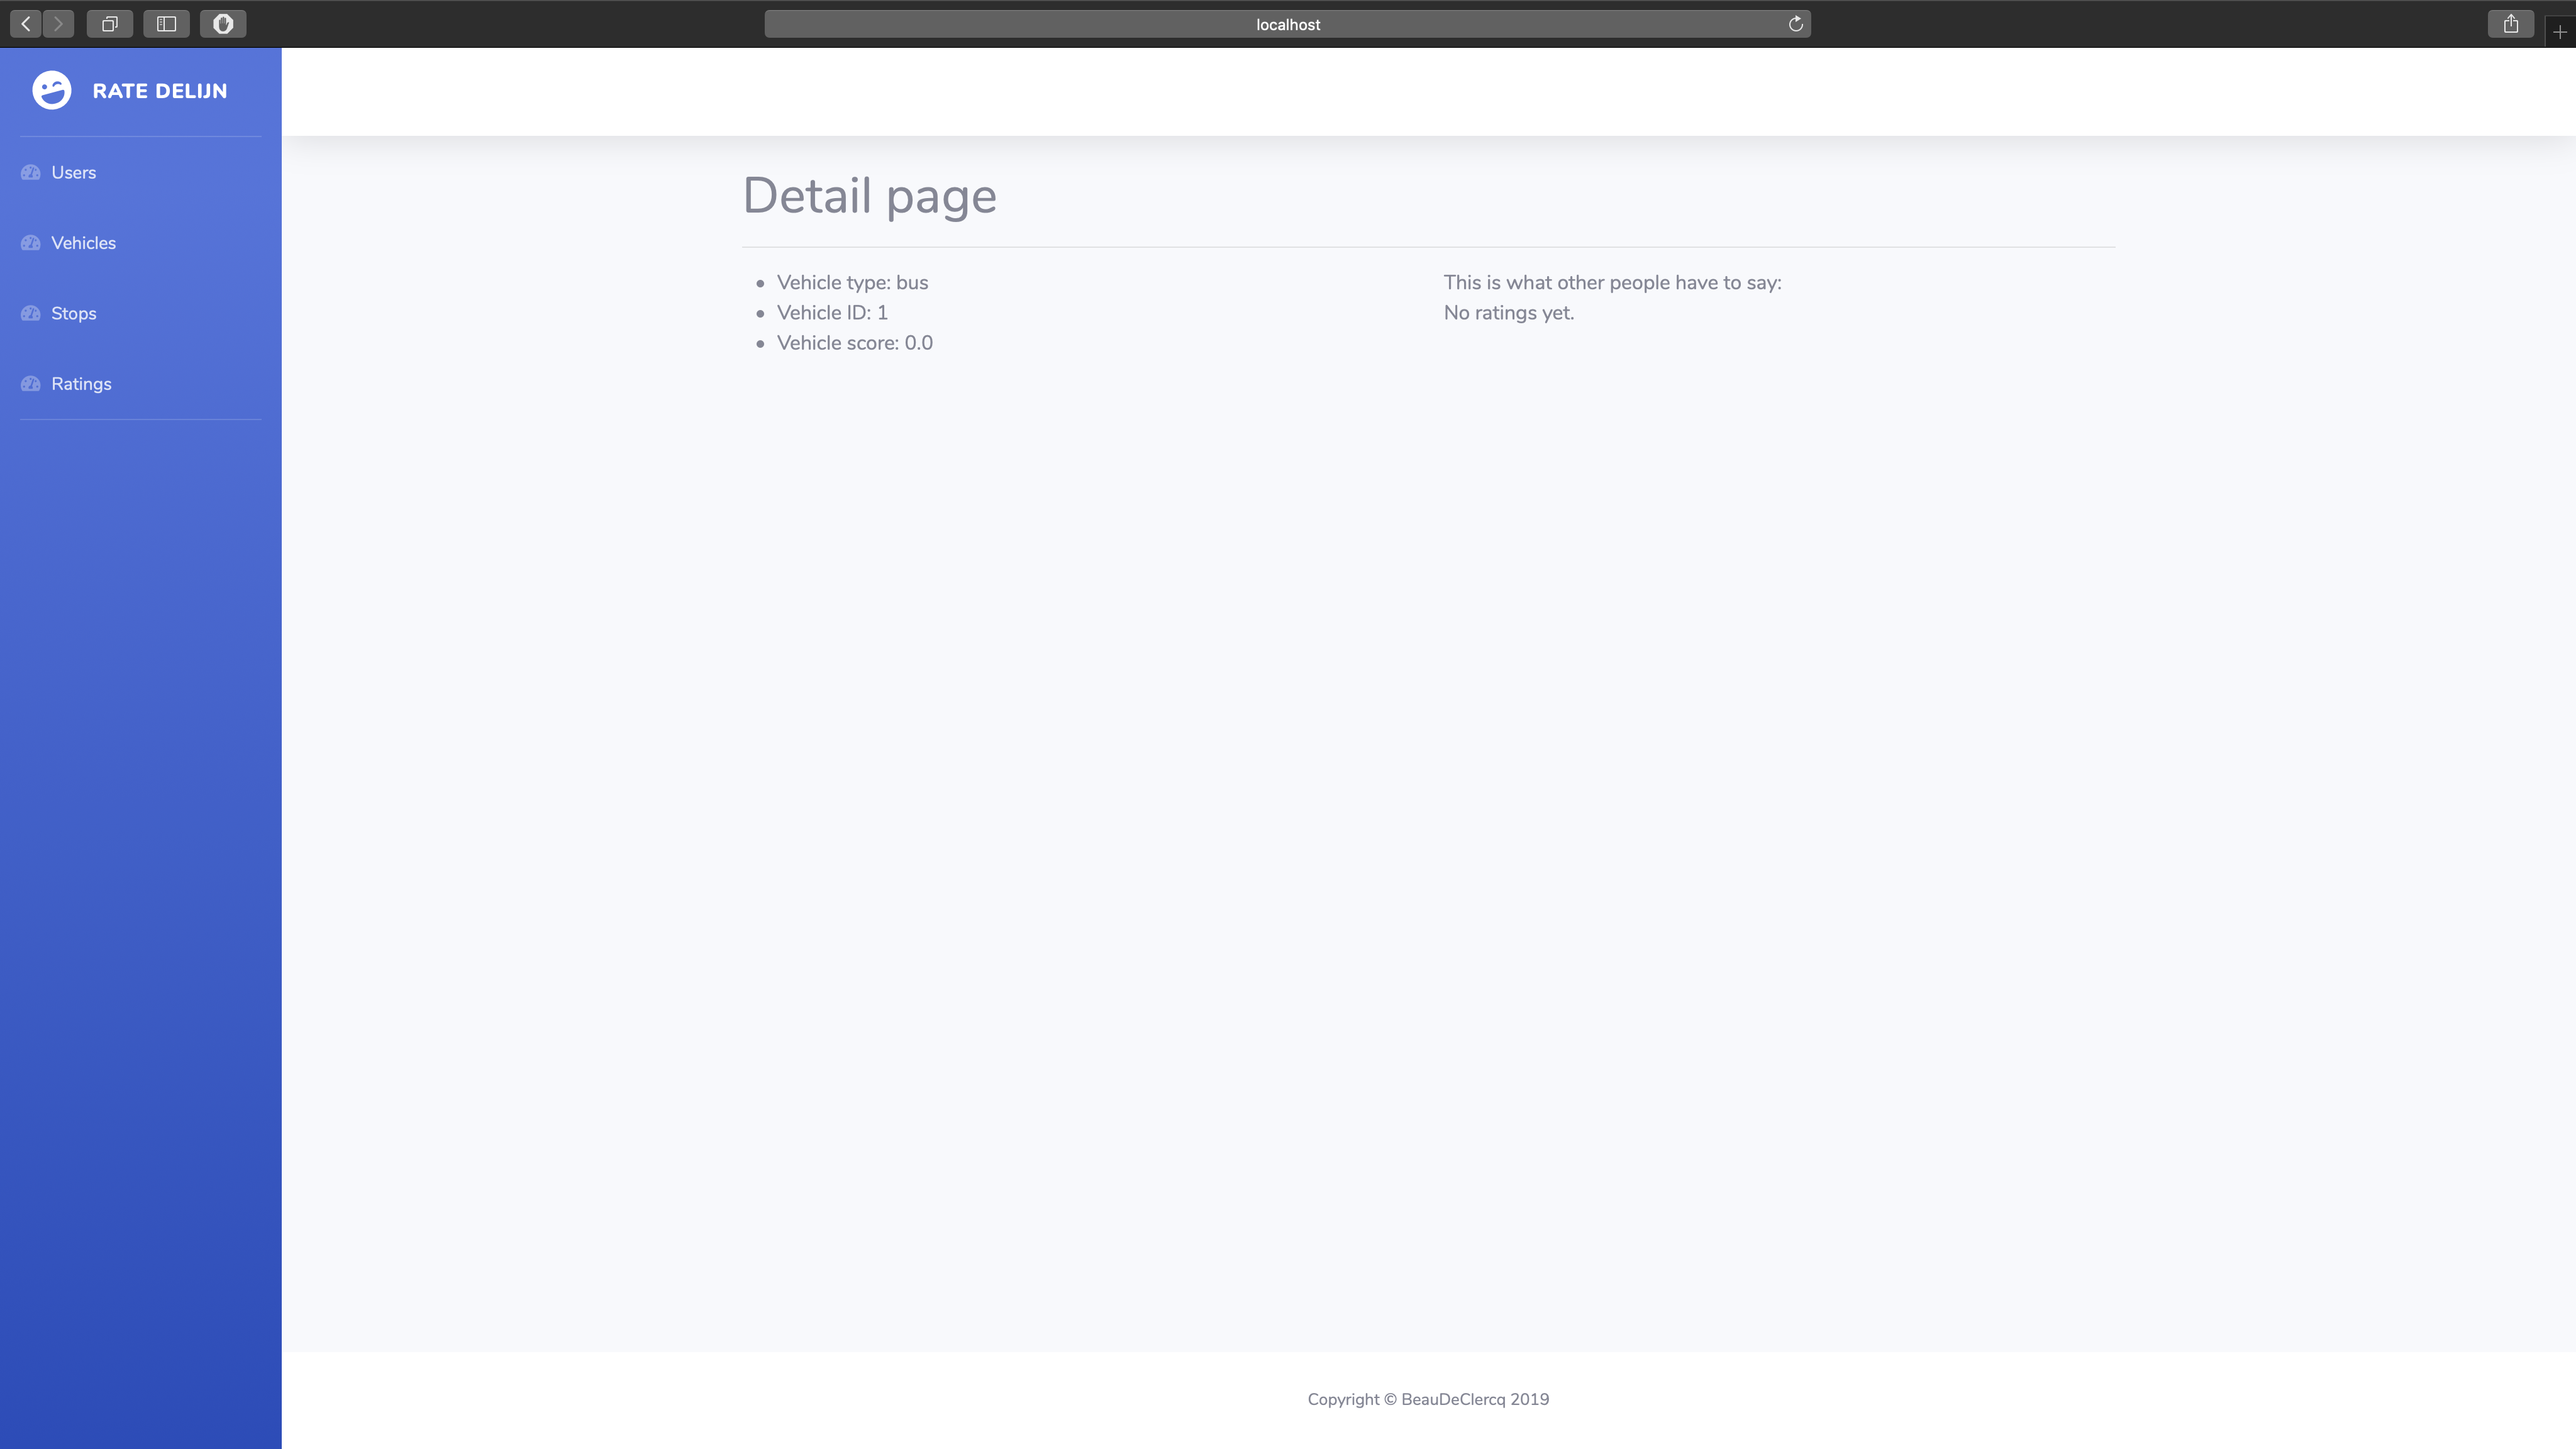 localhost
RATE DELIJN
Users
Vehicles
Stops
Ratings
Detail page
Vehicle type: bus
Vehicle ID: 1
Vehicle score: 0.0
This is what other people have to say:
No ratings yet.
Copyright © BeauDeClercq 2019